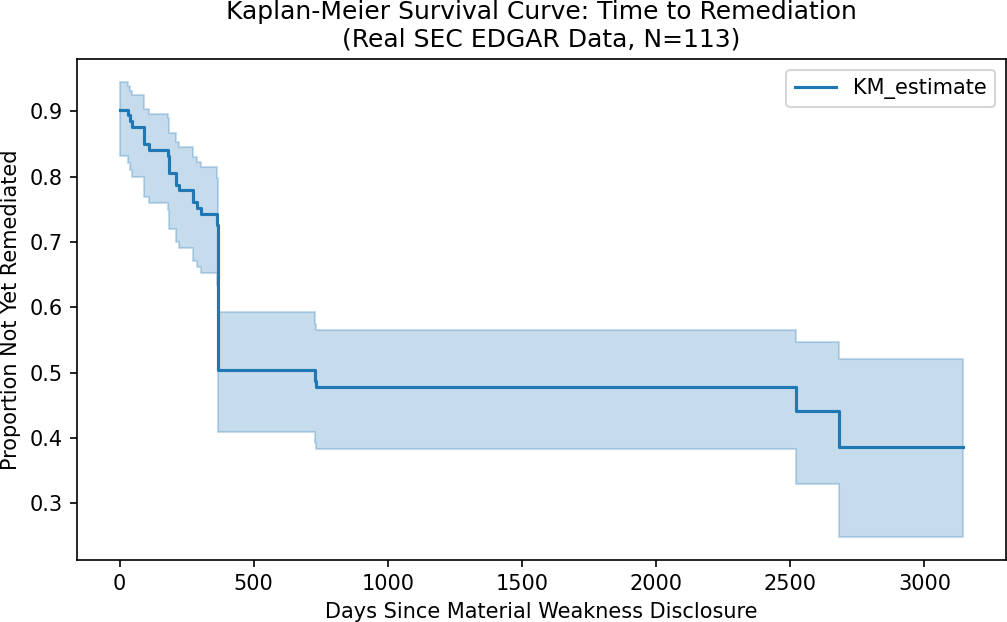 Kaplan-Meier Survival Curve: Time to Remediation
(Real SEC EDGAR Data, N=113)
KM_estimate
Proportion Not Yet Remediated
0.9
0.8
0.7
0.6
0.5
0.4
0.3
0 500 1000 1500 2000 2500 3000
Days Since Material Weakness Disclosure